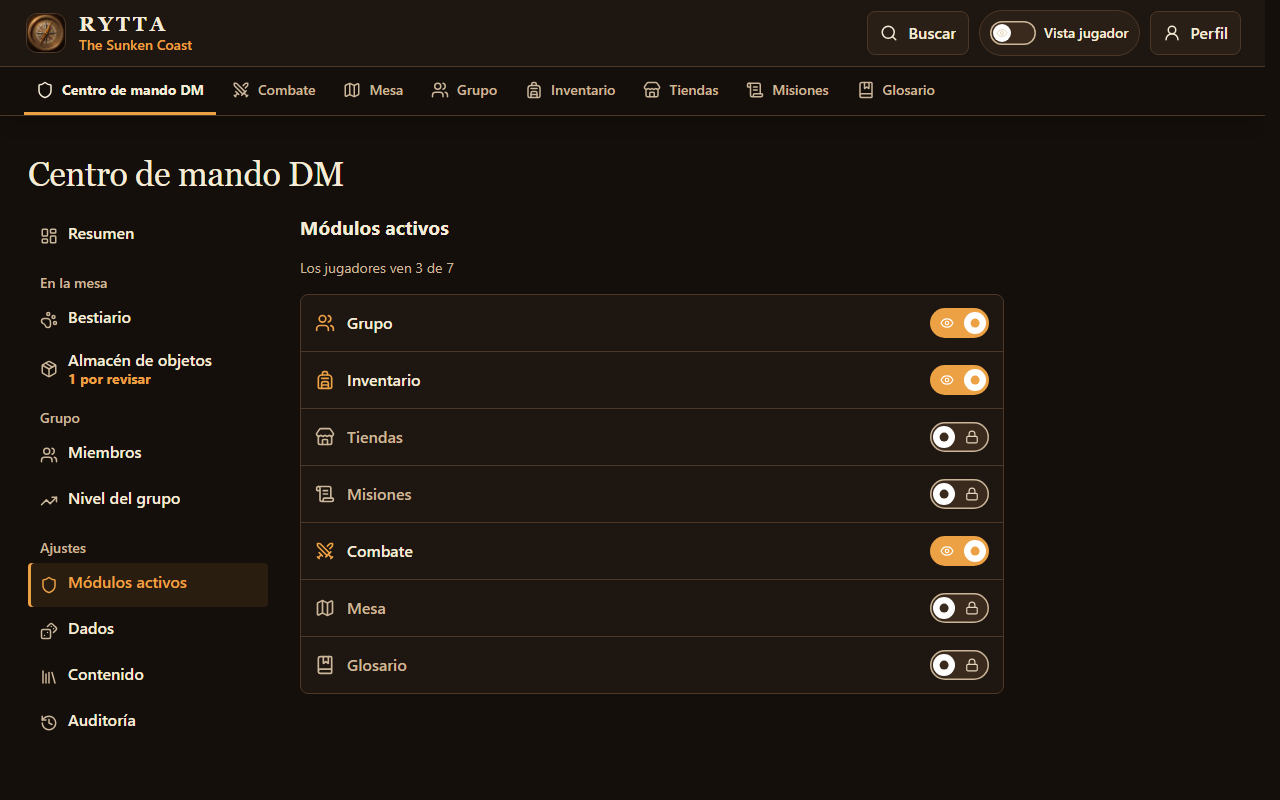 RYTTA
The Sunken Coast
Buscar
Vista jugador
Perfil
Centro de mando DM
Combate
Mesa
Grupo
Inventario
Tiendas
Misiones
Glosario
Centro de mando DM
Resumen
En la mesa
Bestiario
Almacén de objetos
1 por revisar
Grupo
Miembros
Nivel del grupo
Ajustes
Módulos activos
Dados
Contenido
Auditoría
Módulos activos
Los jugadores ven 3 de 7
Grupo
Inventario
Tiendas
Misiones
Combate
Mesa
Glosario